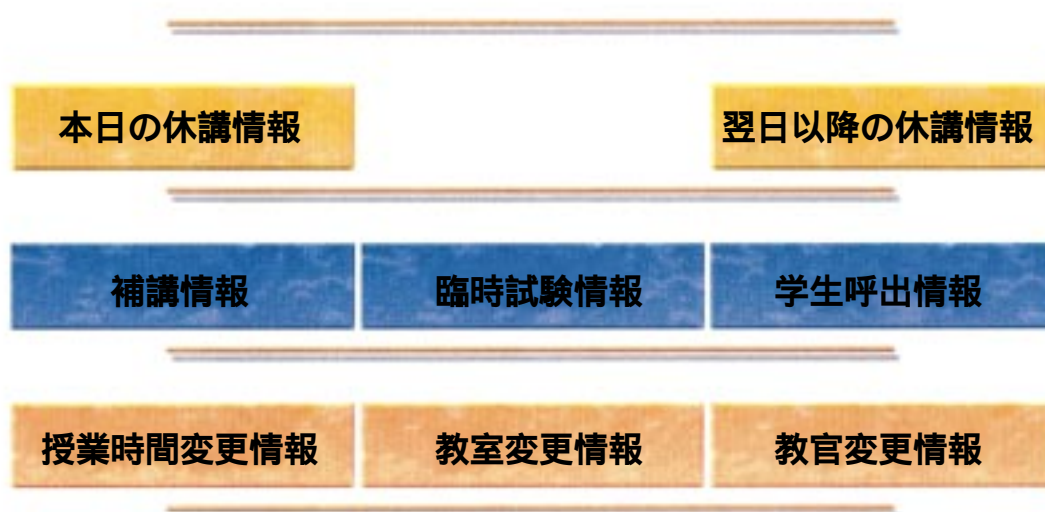 本日の休講情報
翌日以降の休講情報
補講情報
臨時試験情報
学生呼出情報
授業時間変更情報
教室変更情報
教官変更情報